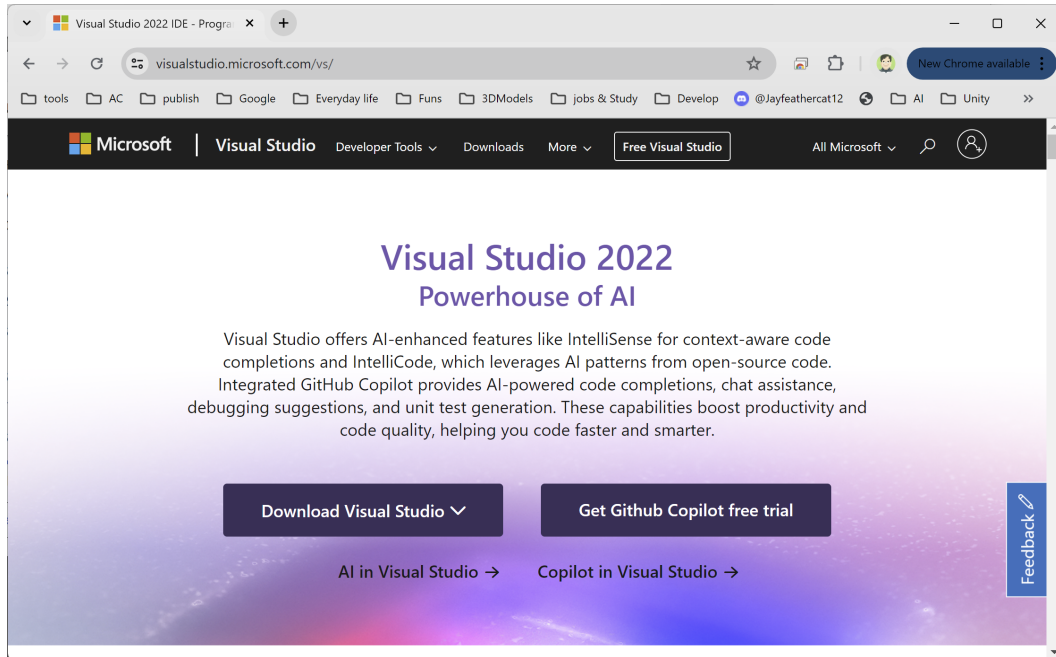 Visual Studio 2022 IDE - Progra
visualstudio.microsoft.com/vs/
New Chrome available
tools AC publish Google Everyday life Funs 3DModels jobs & Study Develop @Jayfeathercat12 AI Unity
Microsoft Visual Studio Developer Tools Downloads More Free Visual Studio All Microsoft
Visual Studio 2022
Powerhouse of AI
Visual Studio offers AI-enhanced features like IntelliSense for context-aware code
completions and IntelliCode, which leverages AI patterns from open-source code.
Integrated GitHub Copilot provides AI-powered code completions, chat assistance,
debugging suggestions, and unit test generation. These capabilities boost productivity and
code quality, helping you code faster and smarter.
Download Visual Studio Get Github Copilot free trial
AI in Visual Studio → Copilot in Visual Studio →
Feedback